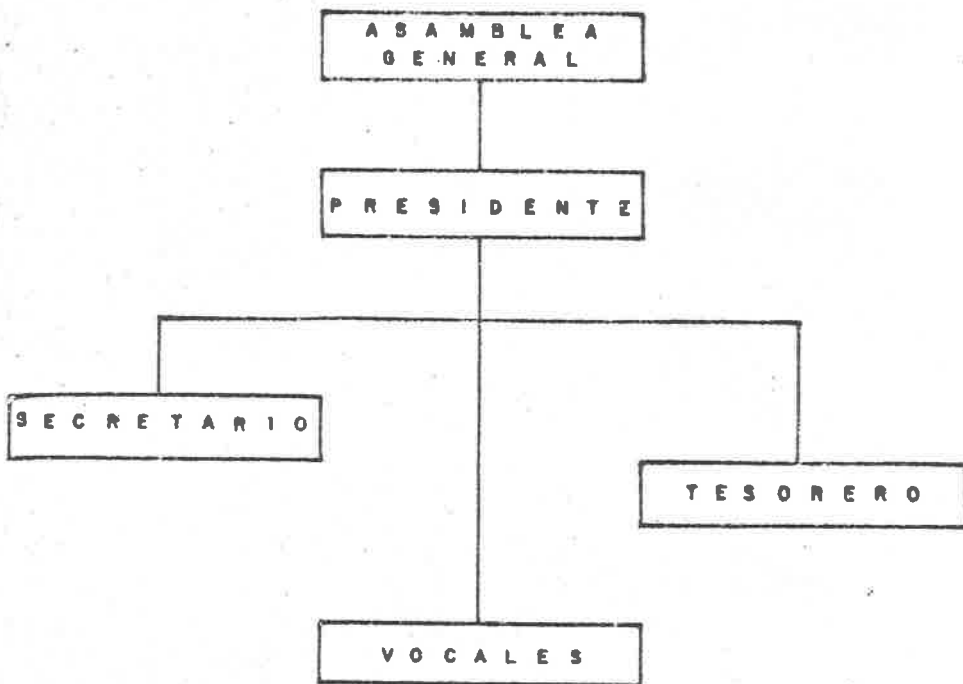 ASAMBLEA
GENERAL
PRESIDENTE
SECRETARIO
TESORERO
VOCALES